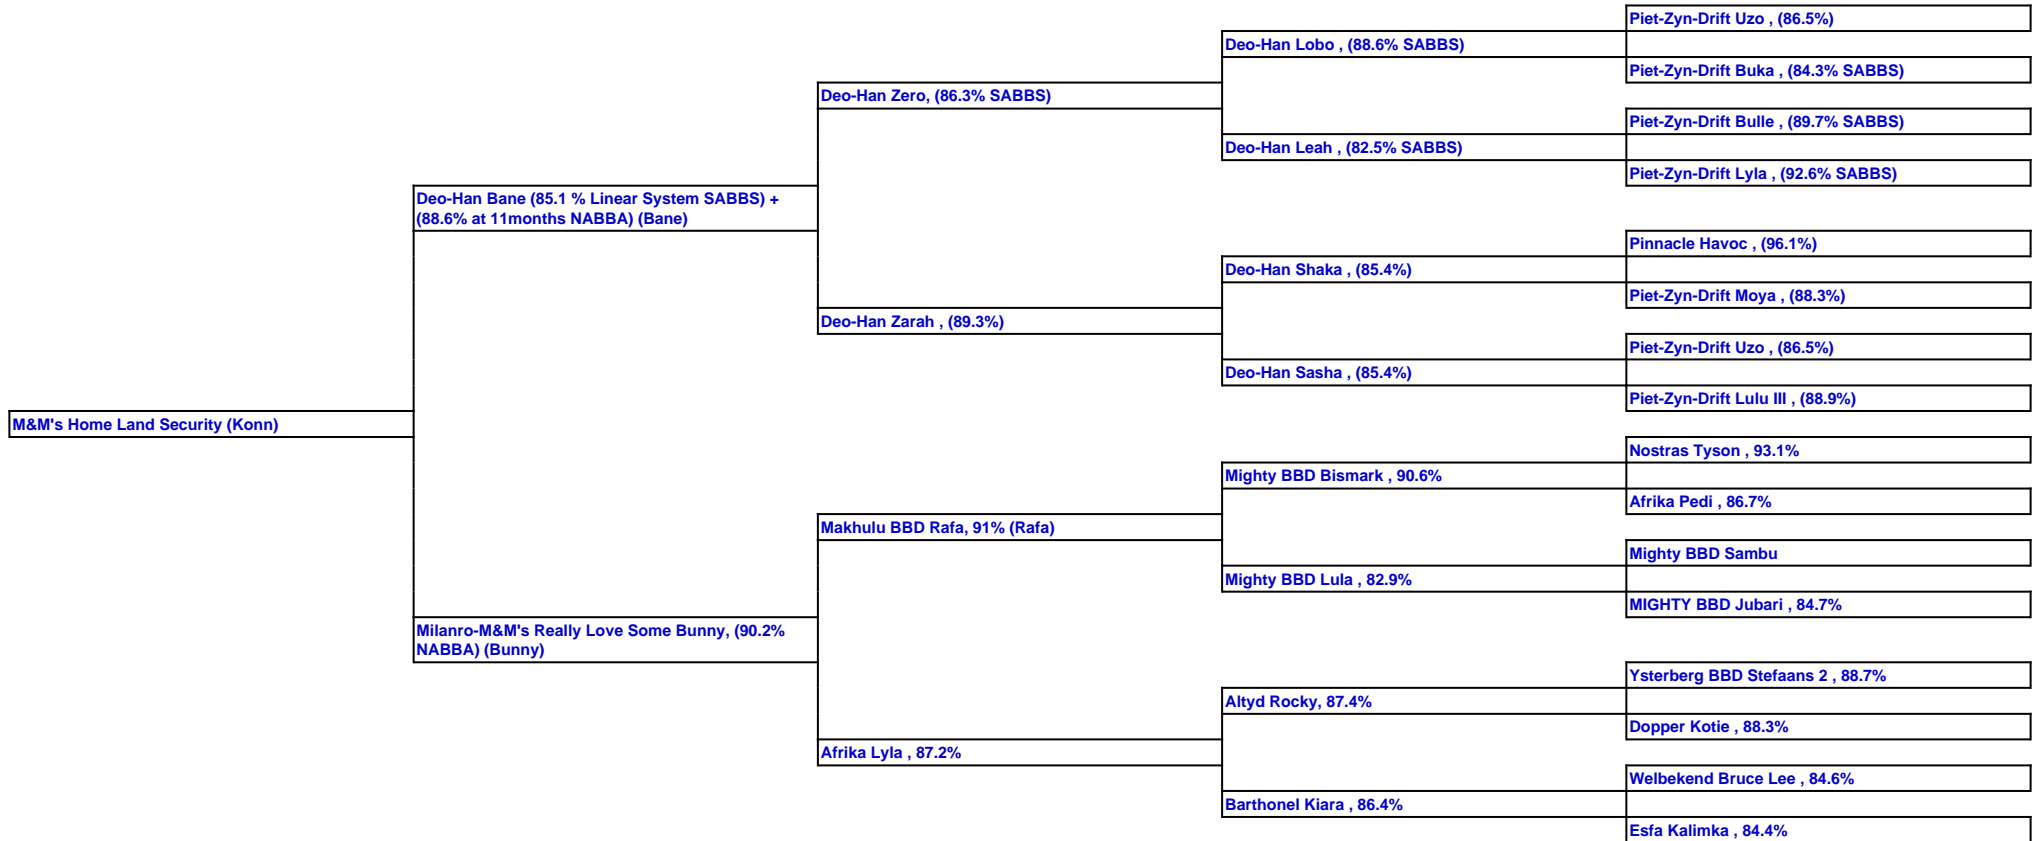 Piet-Zyn-Drift Uzo , (86.5%)
Deo-Han Lobo , (88.6% SABBS)
Piet-Zyn-Drift Buka , (84.3% SABBS)
Deo-Han Zero, (86.3% SABBS)
Piet-Zyn-Drift Bulle , (89.7% SABBS)
Deo-Han Leah , (82.5% SABBS)
Piet-Zyn-Drift Lyla , (92.6% SABBS)
Deo-Han Bane (85.1 % Linear System SABBS) +
(88.6% at 11months NABBA) (Bane)
Pinnacle Havoc , (96.1%)
Deo-Han Shaka , (85.4%)
Piet-Zyn-Drift Moya , (88.3%)
Deo-Han Zarah , (89.3%)
Piet-Zyn-Drift Uzo , (86.5%)
Deo-Han Sasha , (85.4%)
Piet-Zyn-Drift Lulu III , (88.9%)
M&M's Home Land Security (Konn)
Nostras Tyson , 93.1%
Mighty BBD Bismark , 90.6%
Afrika Pedi , 86.7%
Makhulu BBD Rafa, 91% (Rafa)
Mighty BBD Sambu
Mighty BBD Lula , 82.9%
MIGHTY BBD Jubari , 84.7%
Milanro-M&M's Really Love Some Bunny, (90.2%
NABBA) (Bunny)
Ysterberg BBD Stefaans 2 , 88.7%
Altyd Rocky, 87.4%
Dopper Kotie , 88.3%
Afrika Lyla , 87.2%
Welbekend Bruce Lee , 84.6%
Barthonel Kiara , 86.4%
Esfa Kalimka , 84.4%